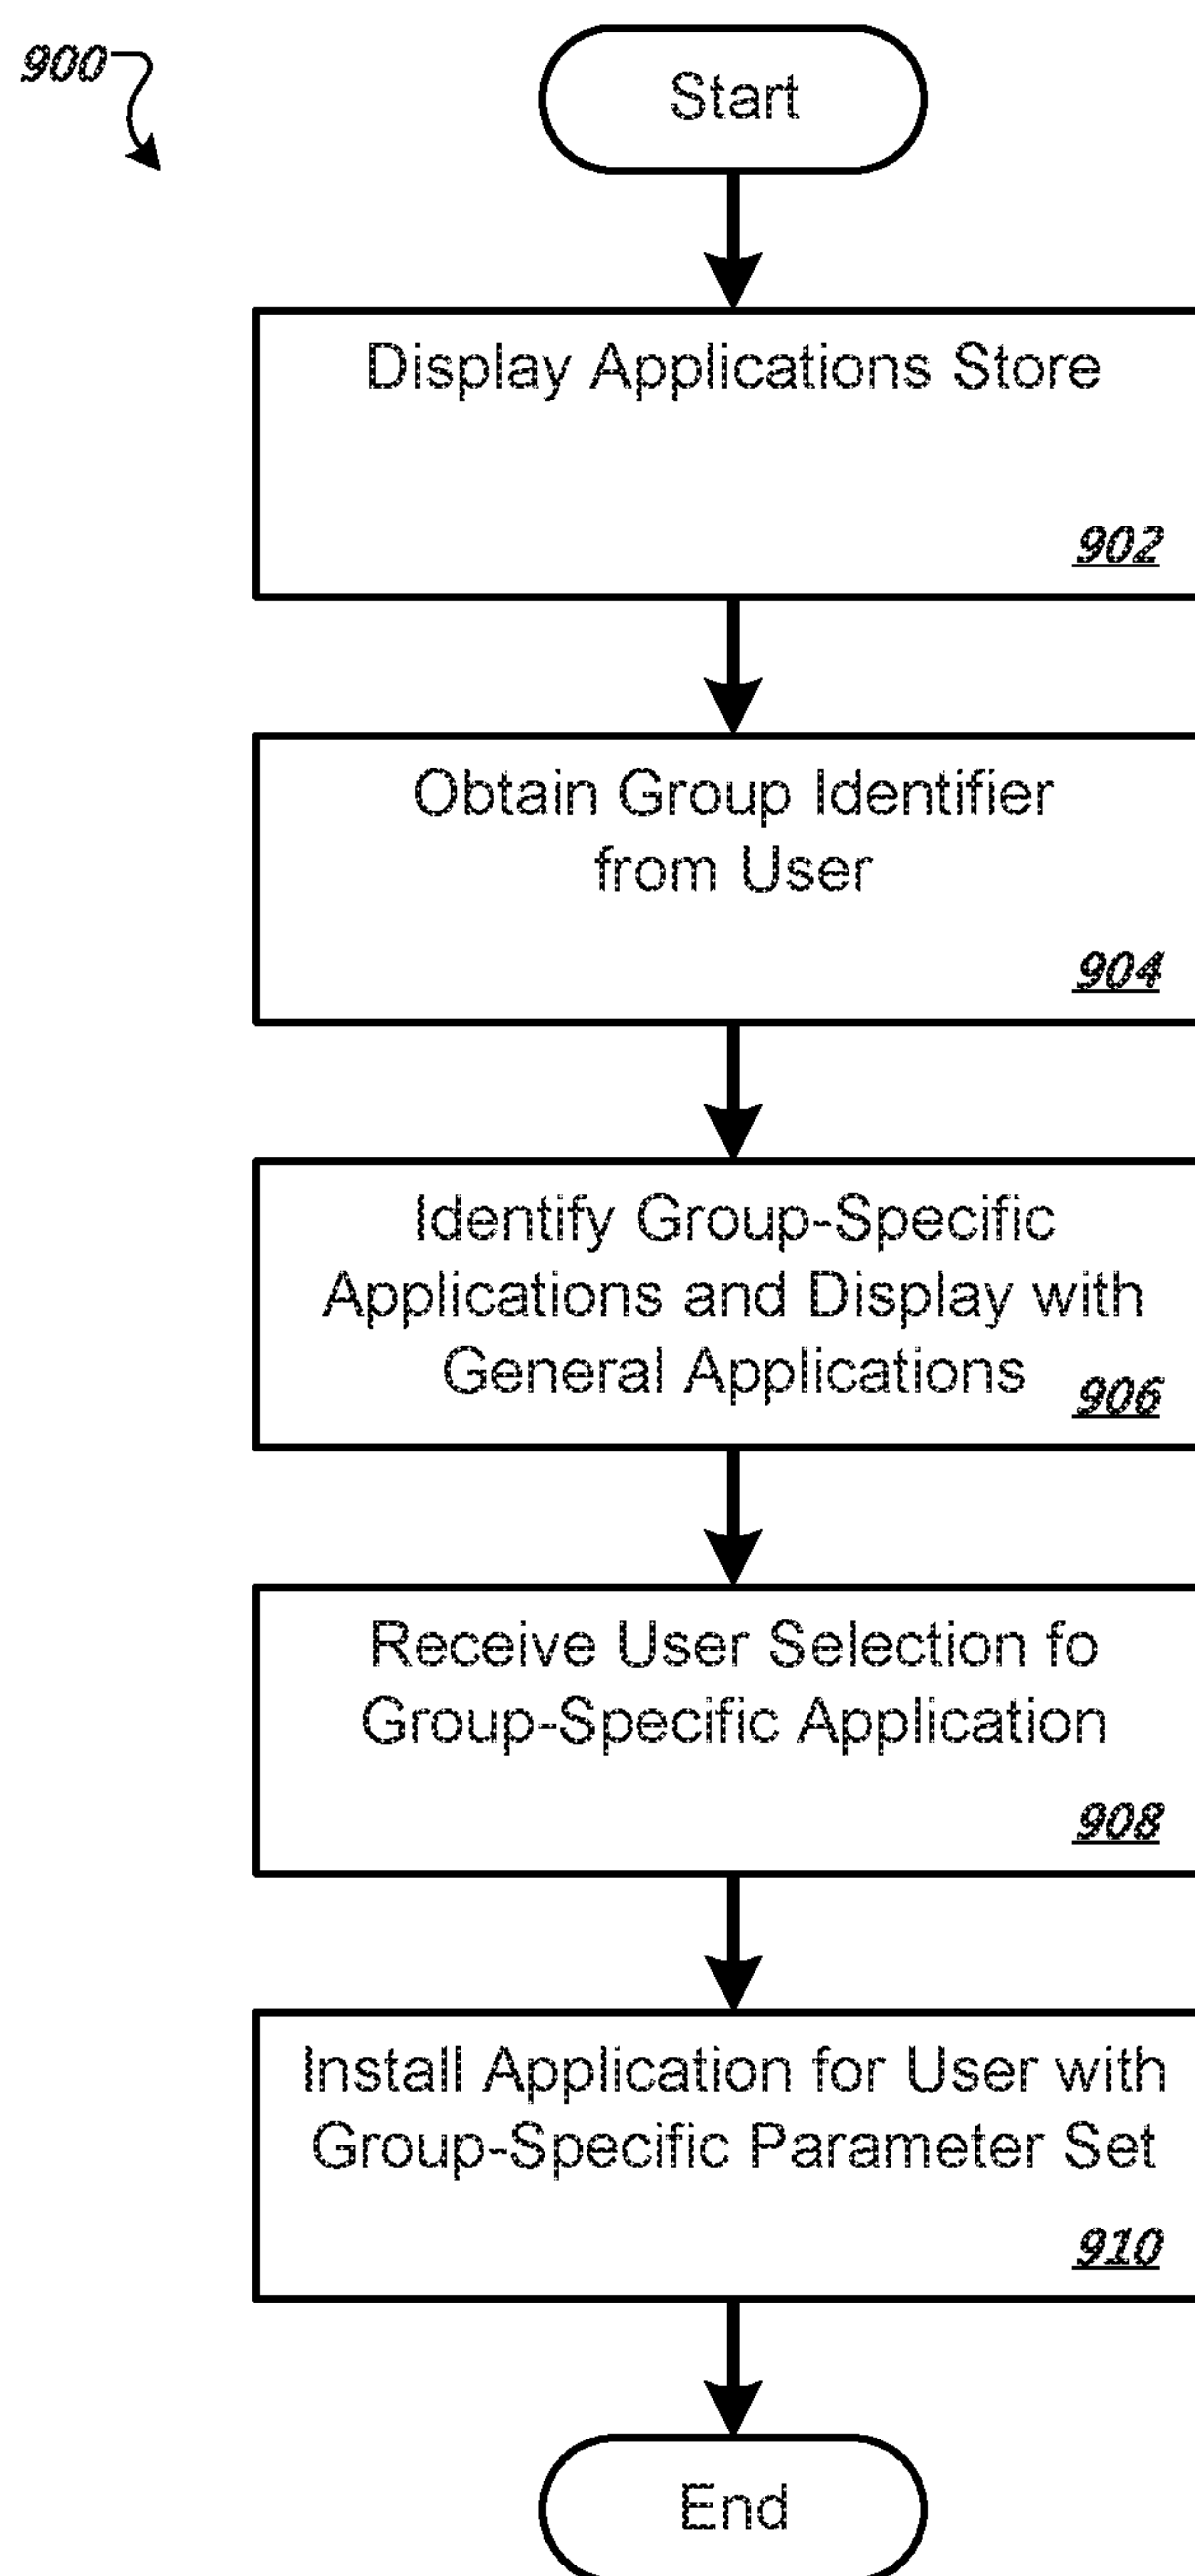 900
Start
Display Applications Store
902
Obtain Group Identifier
from User
904
Identify Group-Specific
Applications and Display with
General Applications
906
Receive User Selection fo
Group-Specific Application
908
Install Application for User with
Group-Specific Parameter Set
910
End